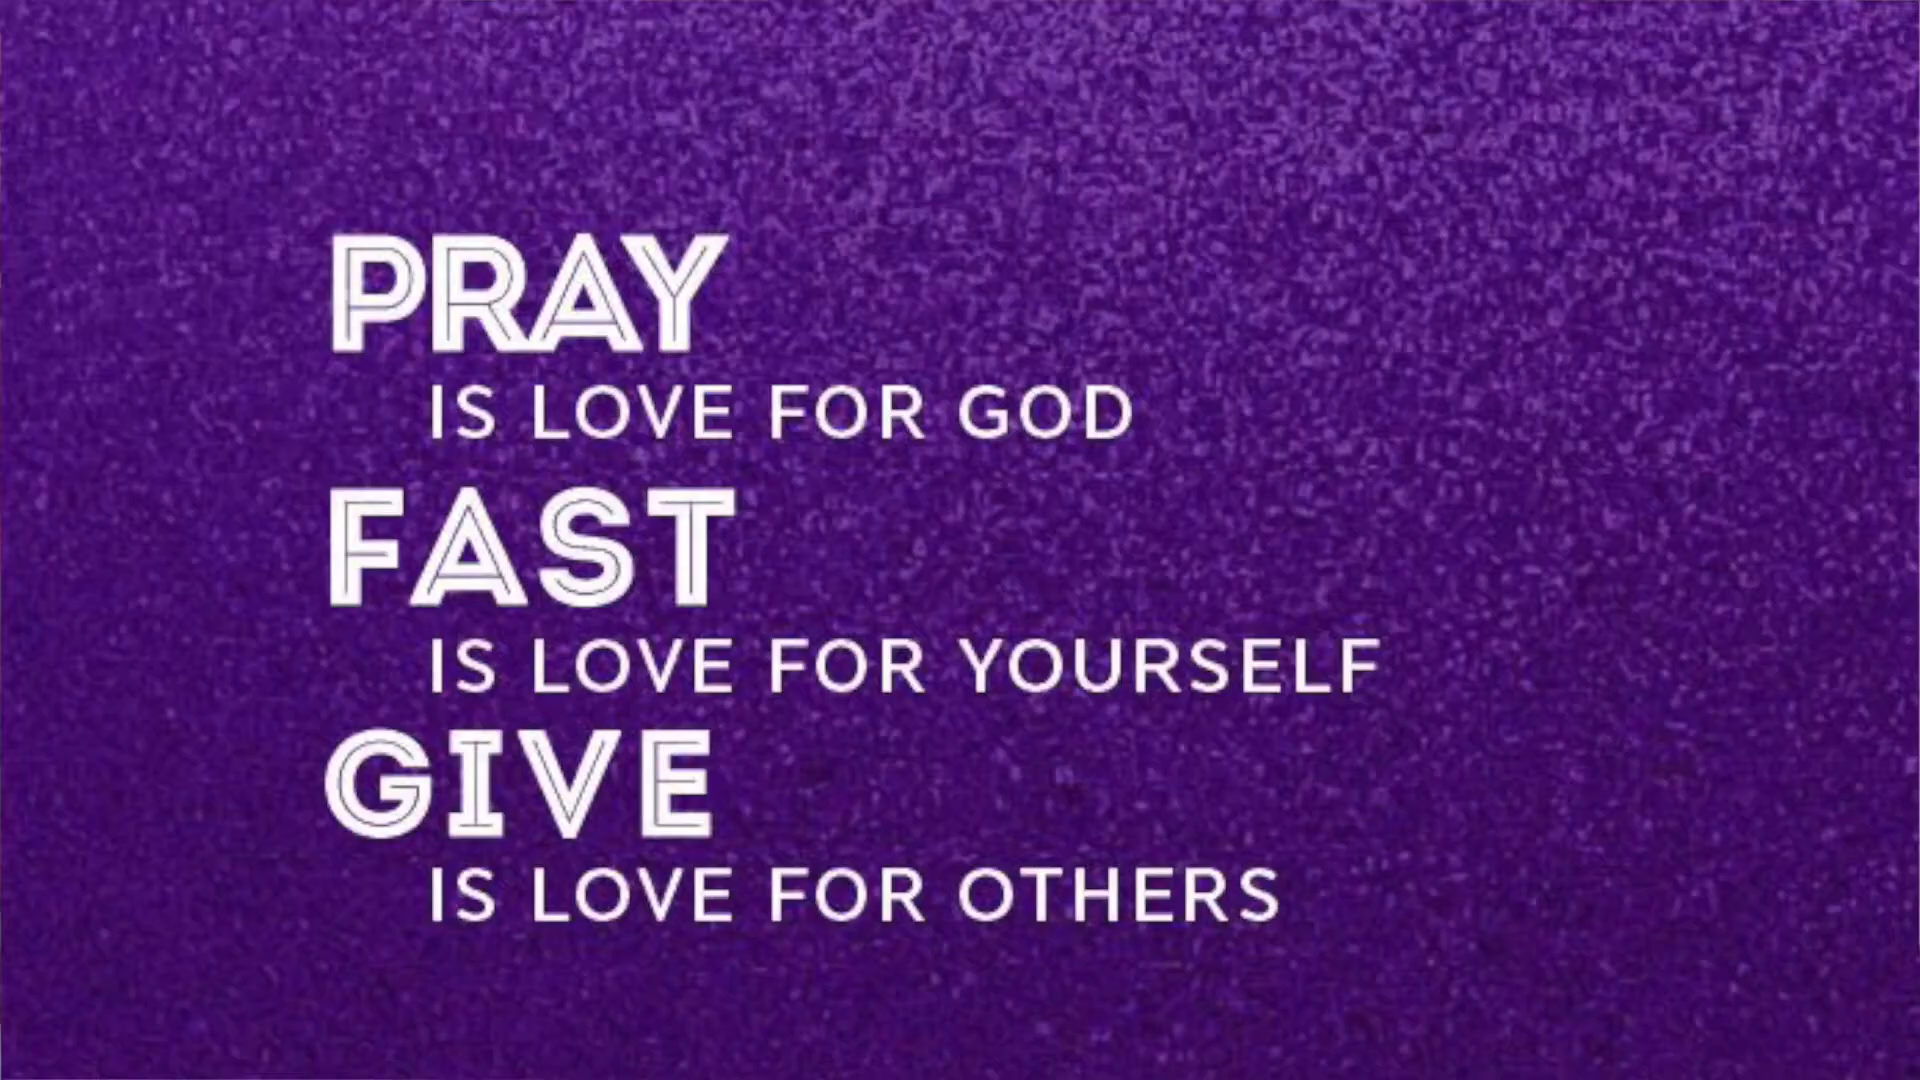 PRAY
IS LOVE FOR GOD
FAST
IS LOVE FOR YOURSELF
GIVE
IS LOVE FOR OTHERS